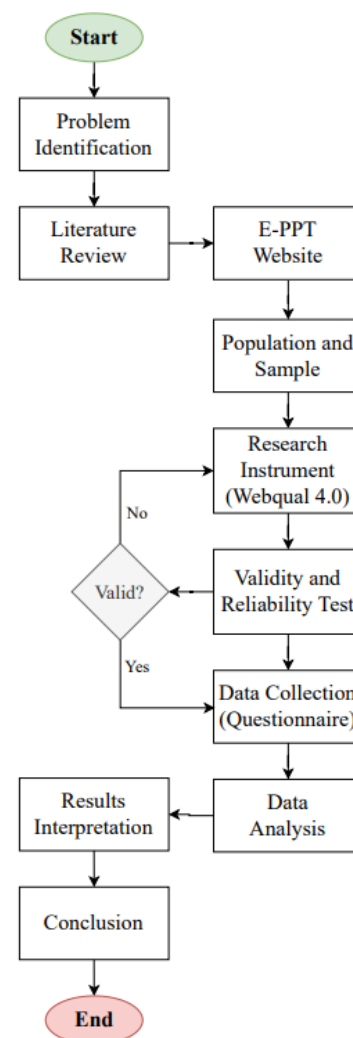 Start
Problem
Identification
Literature
Review
E-PPT
Website
Population and
Sample
Research
Instrument
(Webqual 4.0)
No
Valid?
Validity and
Reliability Test
Yes
Data Collection
(Questionnaire)
Results
Interpretation
Data
Analysis
Conclusion
End